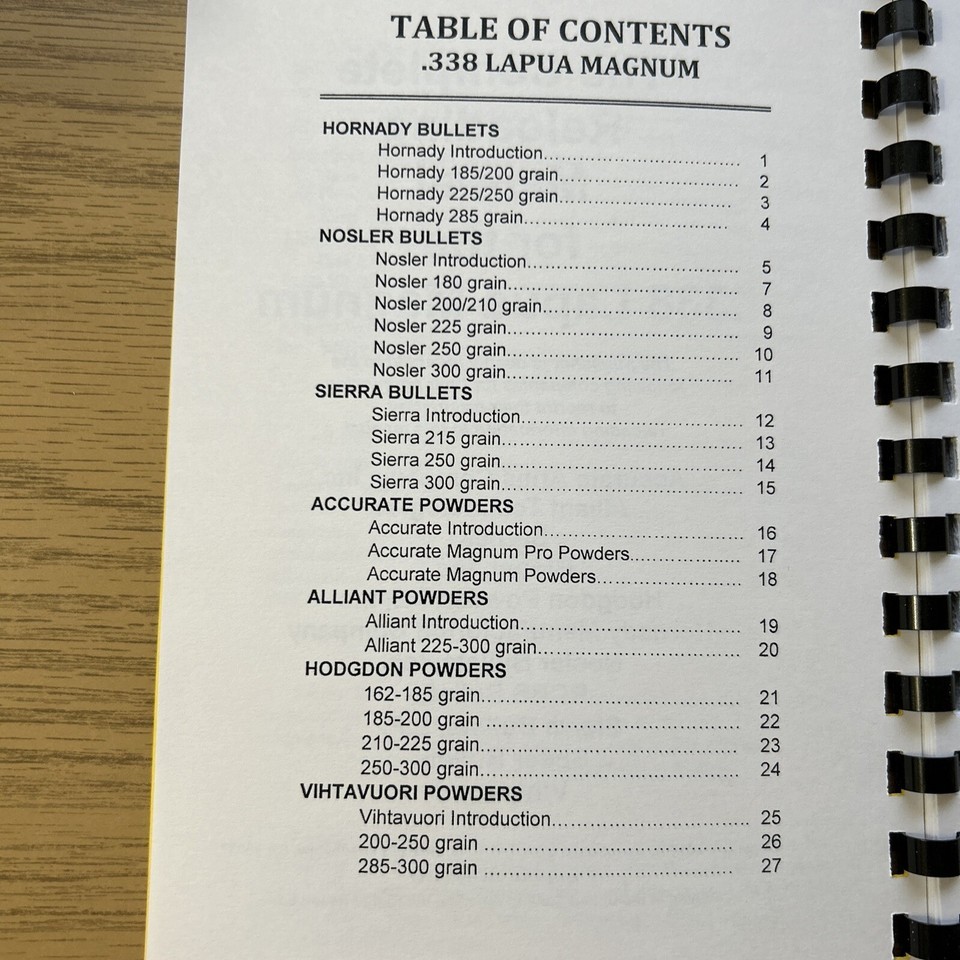 TABLE OF CONTENTS
.338 LAPUA MAGNUM
HORNADY BULLETS
Hornady Introduction........................................ 1
Hornady 185/200 grain..................................... 2
Hornady 225/250 grain................................... 3
Hornady 285 grain......................................... 4
NOSLER BULLETS
Nosler Introduction.......................................... 5
Nosler 180 grain............................................. 7
Nosler 200/210 grain....................................... 8
Nosler 225 grain............................................. 9
Nosler 250 grain............................................. 10
Nosler 300 grain............................................ 11
SIERRA BULLETS
Sierra Introduction........................................... 12
Sierra 215 grain............................................... 13
Sierra 250 grain............................................... 14
Sierra 300 grain............................................... 15
ACCURATE POWDERS
Accurate Introduction....................................... 16
Accurate Magnum Pro Powders...................... 17
Accurate Magnum Powders............................ 18
ALLIANT POWDERS
Alliant Introduction........................................... 19
Alliant 225-300 grain....................................... 20
HODGDON POWDERS
162-185 grain................................................... 21
185-200 grain .................................................. 22
210-225 grain................................................... 23
250-300 grain................................................... 24
VIHTAVUORI POWDERS
Vihtavuori Introduction...................................... 25
200-250 grain ................................................. 26
285-300 grain ................................................. 27